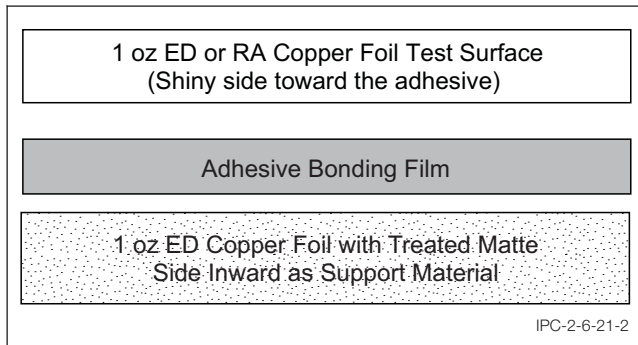 1 oz ED or RA Copper Foil Test Surface
(Shiny side toward the adhesive)
Adhesive Bonding Film
1 oz ED Copper Foil with Treated Matte
Side Inward as Support Material
IPC-2-6-21-2